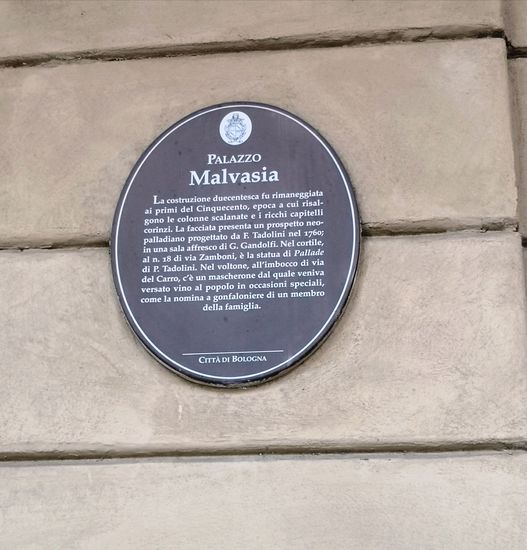 PALAZZO
Malvasia
La costruzione duecentesca fu rimaneggiata
ai primi del Cinquecento, epoca a cui risal-
gono le colonne scalanate e i ricchi capitelli
corinzi. La facciata presenta un prospetto neo-
palladiano progettato da F. Tadolini nel 1760;
in una sala affresco di G. Gandolfi. Nel cortile,
al n. 18 di via Zamboni, è la statua di Pallade
di P. Tadolini. Nel voltone, all'imbocco di via
del Carro, c'è un mascherone dal quale veniva
versato vino al popolo in occasioni speciali,
come la nomina a gonfaloniere di un membro
della famiglia.
CITTÀ DI BOLOGNA